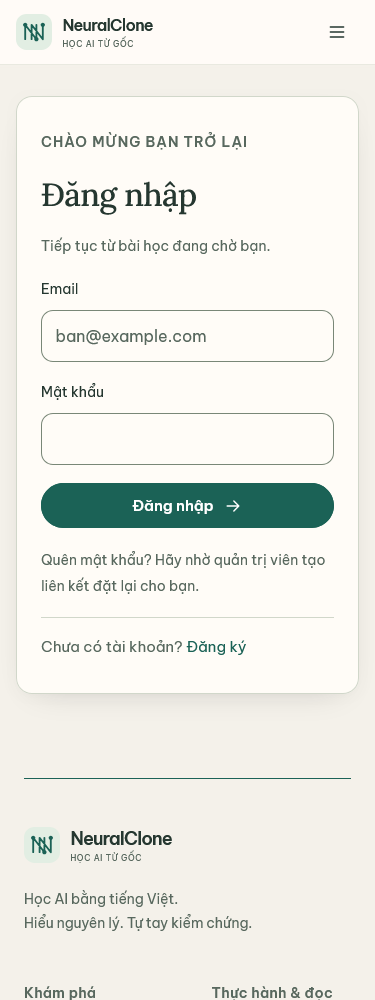 NeuralClone
HỌC AI TỪ GỐC
CHÀO MỪNG BẠN TRỞ LẠI
Đăng nhập
Tiếp tục từ bài học đang chờ bạn.
Email
ban@example.com
Mật khẩu
Đăng nhập →
Quên mật khẩu? Hãy nhờ quản trị viên tạo
liên kết đặt lại cho bạn.
Chưa có tài khoản? Đăng ký
NeuralClone
HỌC AI TỪ GỐC
Học AI bằng tiếng Việt.
Hiểu nguyên lý. Tự tay kiểm chứng.
Khám phá
Thực hành & đọc